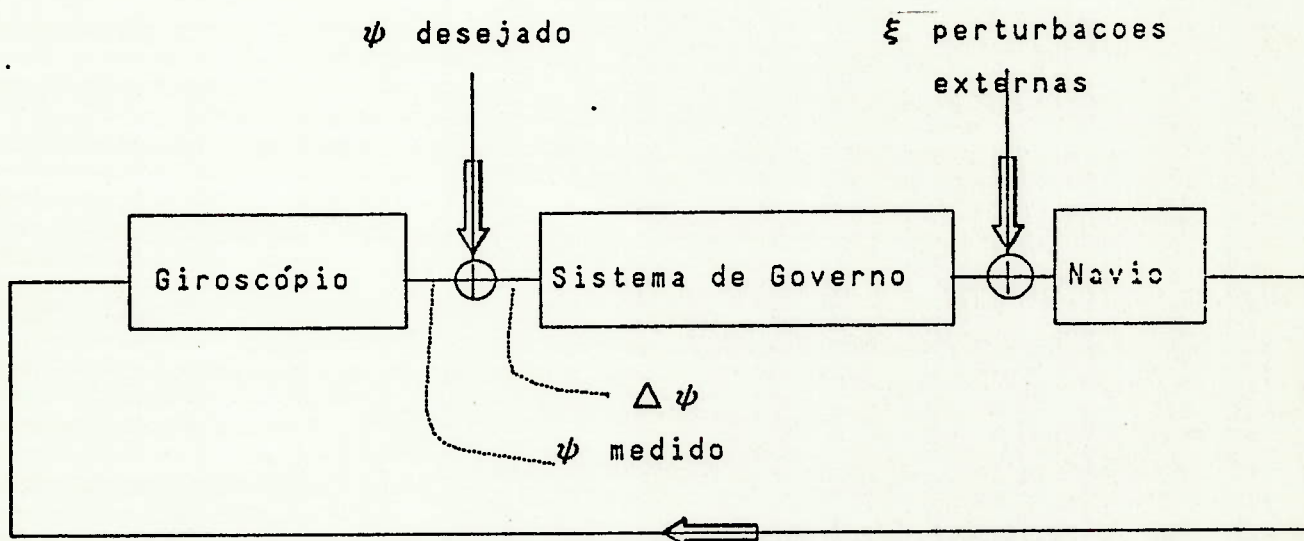 ψ desejado
ξ perturbacoes
externas
Giroscópio
Sistema de Governo
Navio
Δ ψ
ψ medido